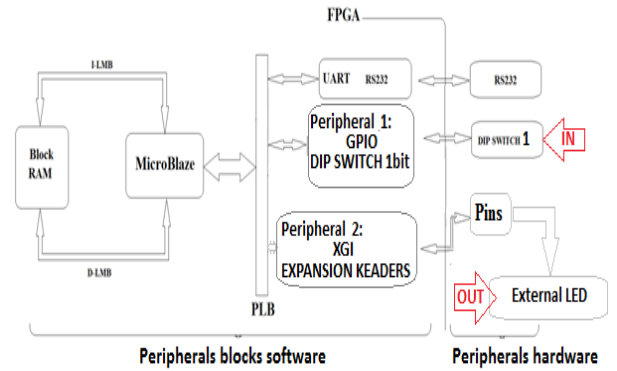 FPGA
I-LMB
UART RS232
RS232
Block
RAM
MicroBlaze
Peripheral 1:
GPIO
DIP SWITCH 1bit
DIP SWITCH 1
IN
Peripheral 2:
XGI
EXPANSION KEADERS
Pins
D-LMB
OUT
External LED
PLB
Peripherals blocks software
Peripherals hardware